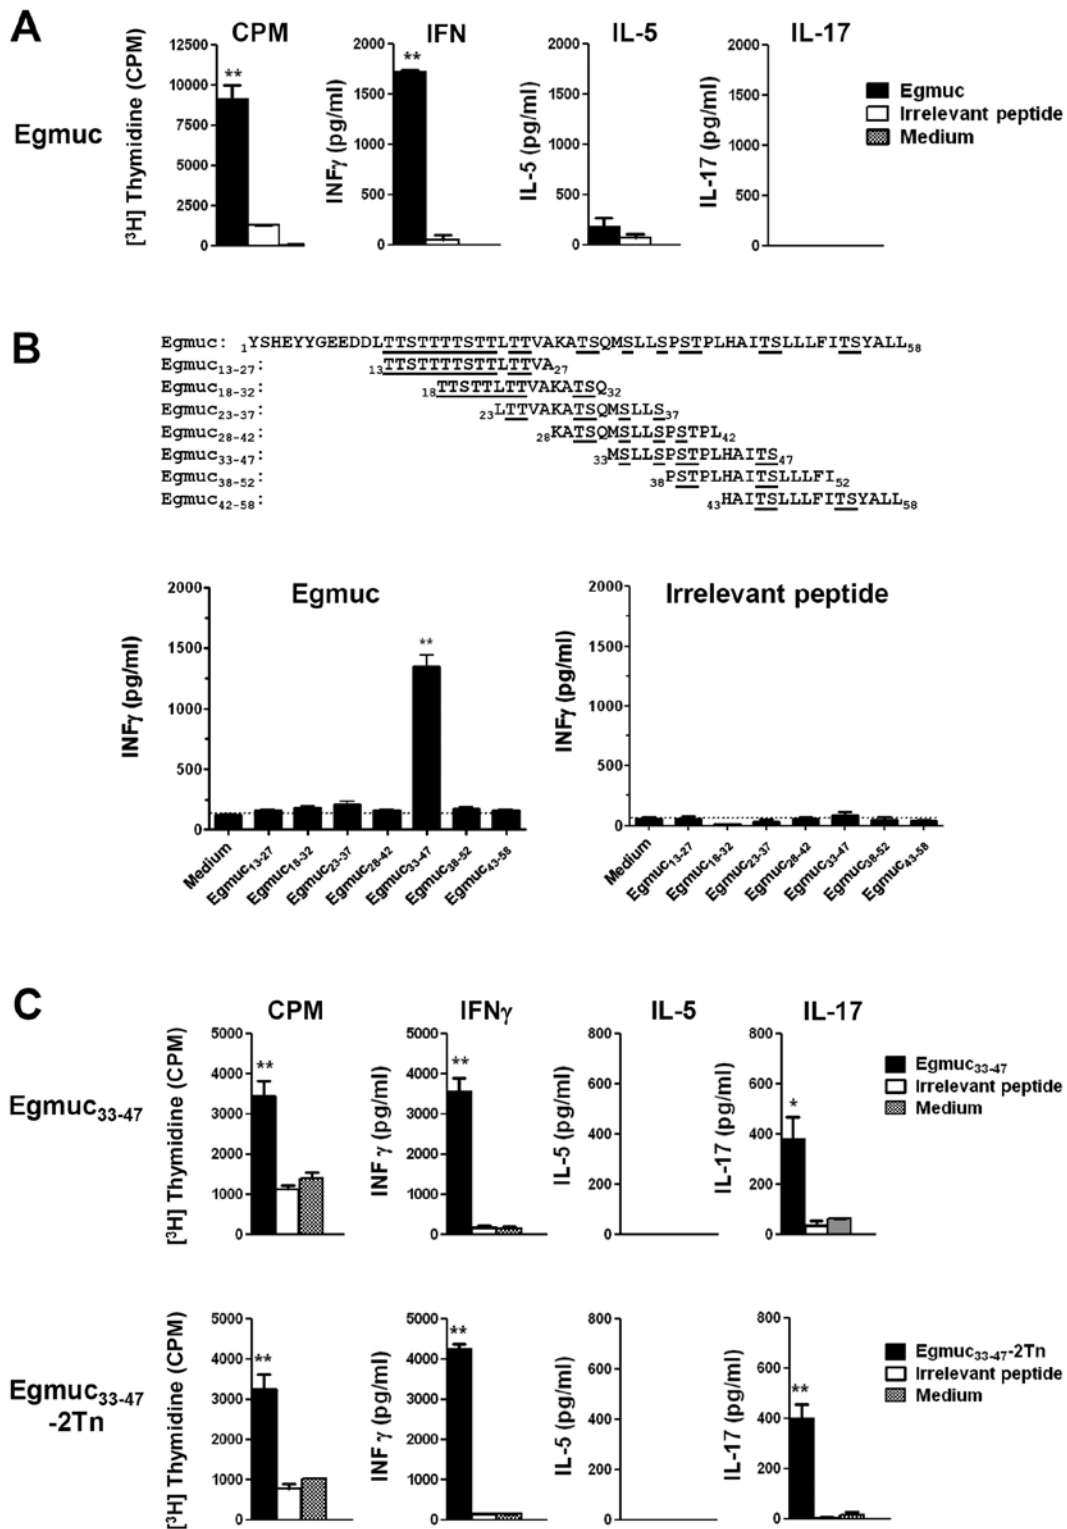 A
CPM
IFN
IL-5
IL-17
Egmuc
[³H] Thymidine (CPM)
12500
10000
7500
5000
2500
0
**
INFγ (pg/ml)
2000
1500
1000
500
0
**
IL-5 (pg/ml)
2000
1500
1000
500
0
IL-17 (pg/ml)
2000
1500
1000
500
0
Egmuc
Irrelevant peptide
Medium
B
Egmuc: 1YSHEYYGEEDDLTTSTTTTSTTLTTVAKATSQMSLLSPSTPLHAITSLLLFITSYALL58
Egmuc13-27: 13TTSTTTTSTTLTTVA27
Egmuc18-32: 18TTSTTLTTVAKATSQ32
Egmuc23-37: 23LTTVAKATSQMSLLS37
Egmuc28-42: 28KATSQMSLLSPSTPL42
Egmuc33-47: 33MSLLSPSTPLHAITS47
Egmuc38-52: 38PSTPLHAITSLLLFI52
Egmuc42-58: 43HAITSLLLFITSYALL58
Egmuc
INFγ (pg/ml)
2000
1500
1000
500
0
**
Medium
Egmuc13-27
Egmuc18-32
Egmuc23-37
Egmuc28-42
Egmuc33-47
Egmuc38-52
Egmuc43-58
Irrelevant peptide
INFγ (pg/ml)
2000
1500
1000
500
0
Medium
Egmuc13-27
Egmuc18-32
Egmuc23-37
Egmuc28-42
Egmuc33-47
Egmuc38-52
Egmuc43-58
C
CPM
IFNγ
IL-5
IL-17
Egmuc33-47
[³H] Thymidine (CPM)
5000
4000
3000
2000
1000
0
**
INF γ (pg/ml)
5000
4000
3000
2000
1000
0
**
IL-5 (pg/ml)
800
600
400
200
0
IL-17 (pg/ml)
800
600
400
200
0
*
Egmuc33-47
Irrelevant peptide
Medium
Egmuc33-47
-2Tn
[³H] Thymidine (CPM)
5000
4000
3000
2000
1000
0
**
INF γ (pg/ml)
5000
4000
3000
2000
1000
0
**
IL-5 (pg/ml)
800
600
400
200
0
IL-17 (pg/ml)
800
600
400
200
0
**
Egmuc33-47-2Tn
Irrelevant peptide
Medium